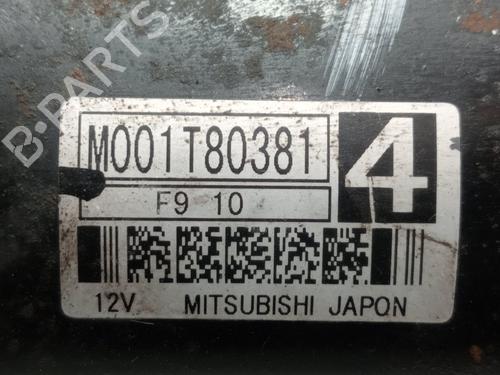 B-PARTS
M001T80381
4
F9 10
12V MITSUBISHI JAPON